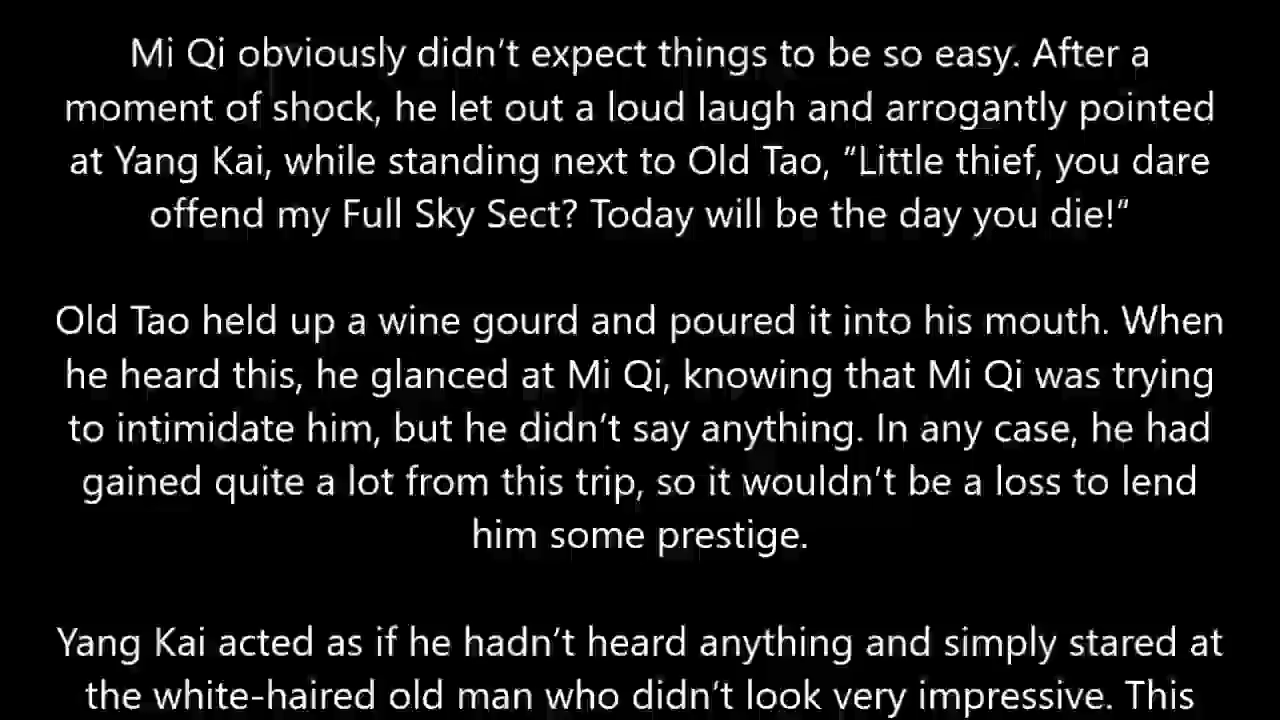 Mi Qi obviously didn’t expect things to be so easy. After a
moment of shock, he let out a loud laugh and arrogantly pointed
at Yang Kai, while standing next to Old Tao, “Little thief, you dare
offend my Full Sky Sect? Today will be the day you die!”
Old Tao held up a wine gourd and poured it into his mouth. When
he heard this, he glanced at Mi Qi, knowing that Mi Qi was trying
to intimidate him, but he didn’t say anything. In any case, he had
gained quite a lot from this trip, so it wouldn’t be a loss to lend
him some prestige.
Yang Kai acted as if he hadn’t heard anything and simply stared at
the white-haired old man who didn’t look very impressive. This